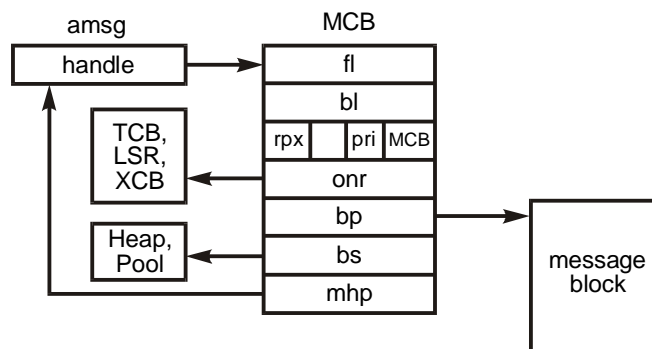 amsg
MCB
handle
fl
bl
rpx
pri
MCB
TCB,
LSR,
XCB
onr
bp
Heap,
Pool
bs
mhp
message
block